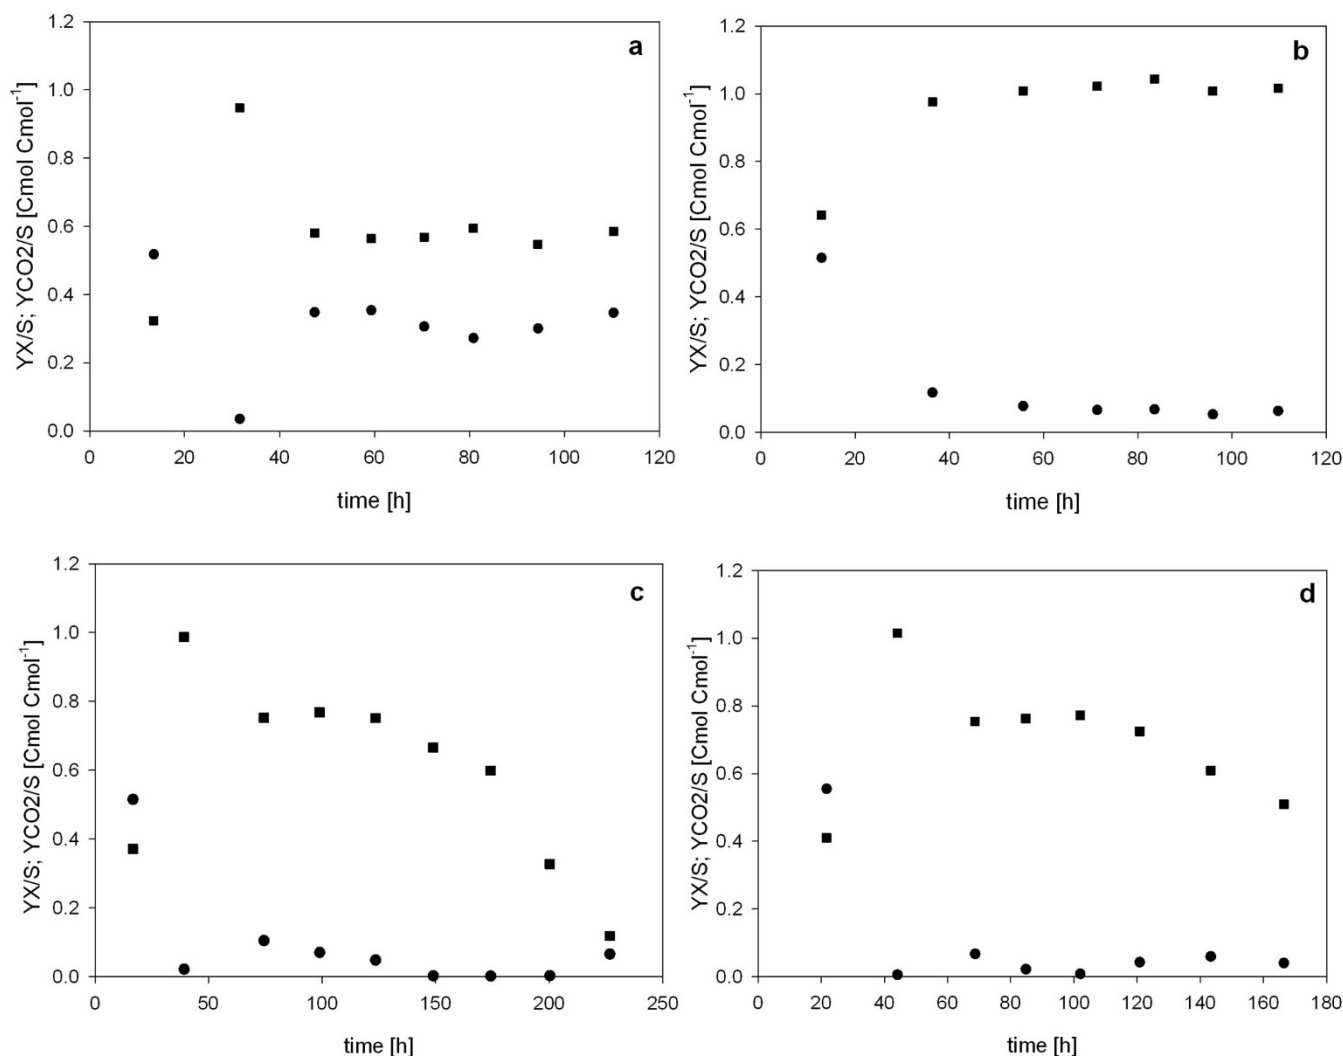 a
YX/S; YCO2/S [Cmol Cmol⁻¹]
1.2
1.0
0.8
0.6
0.4
0.2
0.0
0 20 40 60 80 100 120
time [h]
b
YX/S; YCO2/S [Cmol Cmol⁻¹]
1.2
1.0
0.8
0.6
0.4
0.2
0.0
0 20 40 60 80 100 120
time [h]
c
YX/S; YCO2/S [Cmol Cmol⁻¹]
1.2
1.0
0.8
0.6
0.4
0.2
0.0
0 50 100 150 200 250
time [h]
d
YX/S; YCO2/S [Cmol Cmol⁻¹]
1.2
1.0
0.8
0.6
0.4
0.2
0.0
0 20 40 60 80 100 120 140 160 180
time [h]